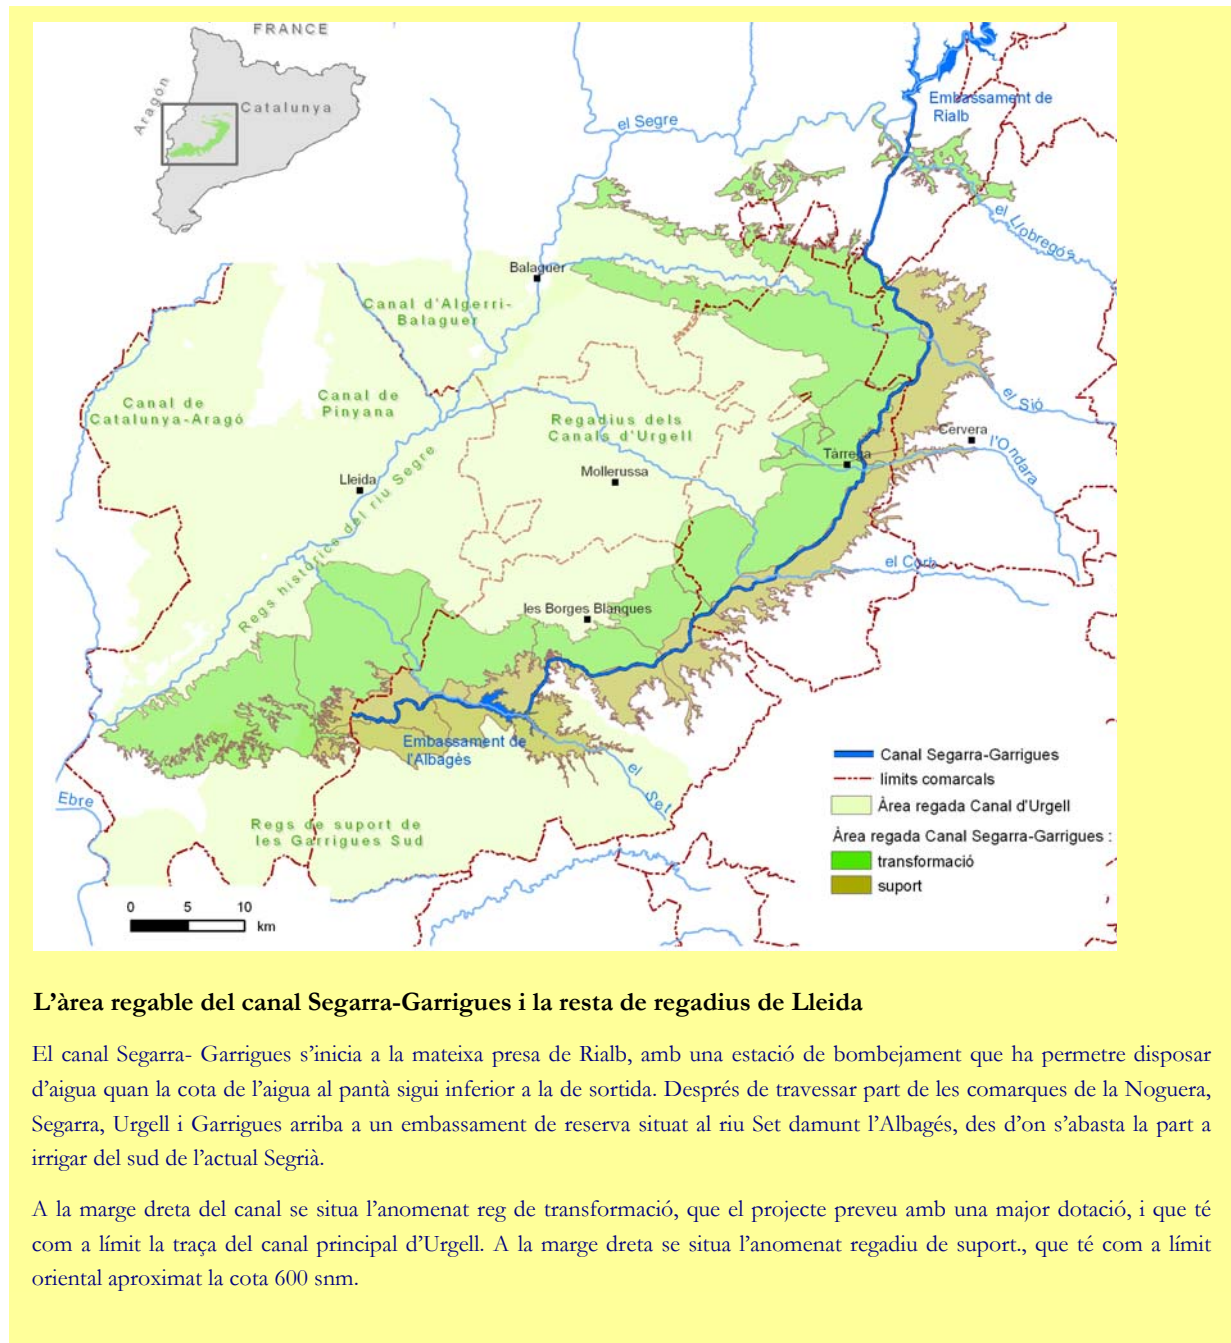 FRANCE
Aragón
Catalunya
el Segre
Embassament de
Rialb
el Llobregós
Balaguer
Canal d'Algerri-
Balaguer
Canal de
Catalunya-Aragó
Canal de
Pinyana
Regadius dels
Canals d'Urgell
el Sió
Cervera
l'Ondara
Tàrrega
Lleida
Mollerussa
Regs històrics del riu Segre
el Corb
les Borges Blanques
Embassament de
l'Albagès
el Set
Ebre
Regs de suport de
les Garrigues Sud
Canal Segarra-Garrigues
límits comarcals
Àrea regada Canal d'Urgell
Àrea regada Canal Segarra-Garrigues :
transformació
suport
0 5 10
km
L'àrea regable del canal Segarra-Garrigues i la resta de regadius de Lleida
El canal Segarra- Garrigues s'inicia a la mateixa presa de Rialb, amb una estació de bombejament que ha permetre disposar
d'aigua quan la cota de l'aigua al pantà sigui inferior a la de sortida. Després de travessar part de les comarques de la Noguera,
Segarra, Urgell i Garrigues arriba a un embassament de reserva situat al riu Set damunt l'Albagés, des d'on s'abasta la part a
irrigar del sud de l'actual Segrià.
A la marge dreta del canal se situa l'anomenat reg de transformació, que el projecte preveu amb una major dotació, i que té
com a límit la traça del canal principal d'Urgell. A la marge dreta se situa l'anomenat regadiu de suport., que té com a límit
oriental aproximat la cota 600 snm.